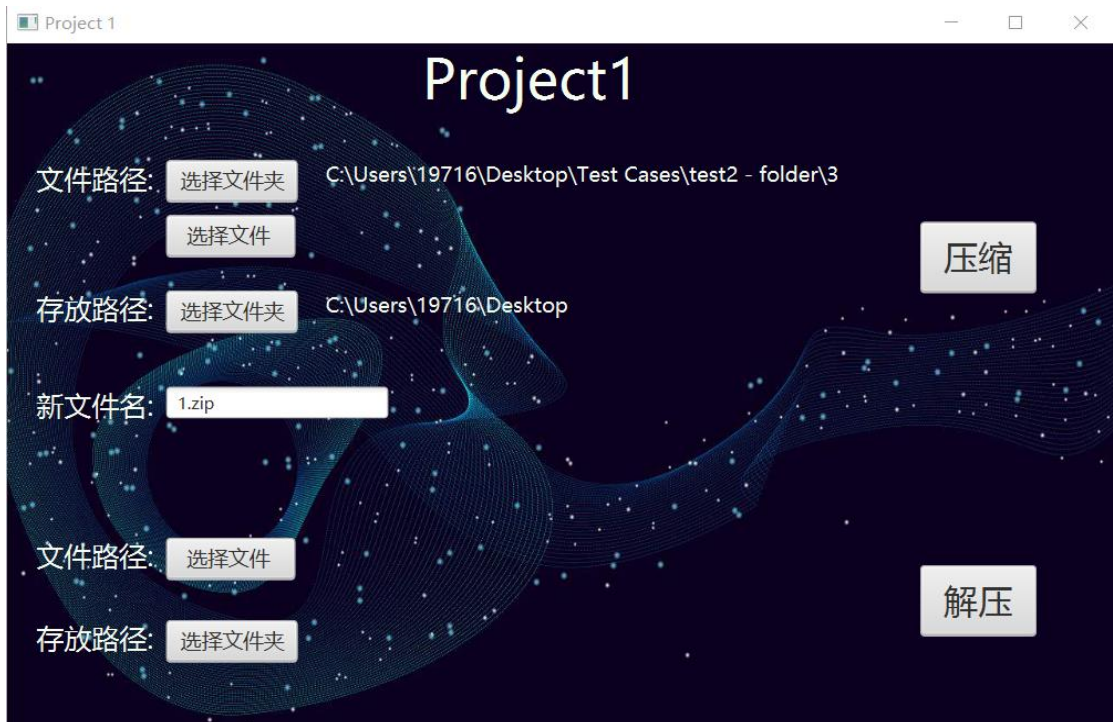 Project 1
Project1
文件路径: 选择文件夹 C:\Users\19716\Desktop\Test Cases\test2 - folder\3
选择文件
压缩
存放路径: 选择文件夹 C:\Users\19716\Desktop
新文件名: 1.zip
文件路径: 选择文件
解压
存放路径: 选择文件夹